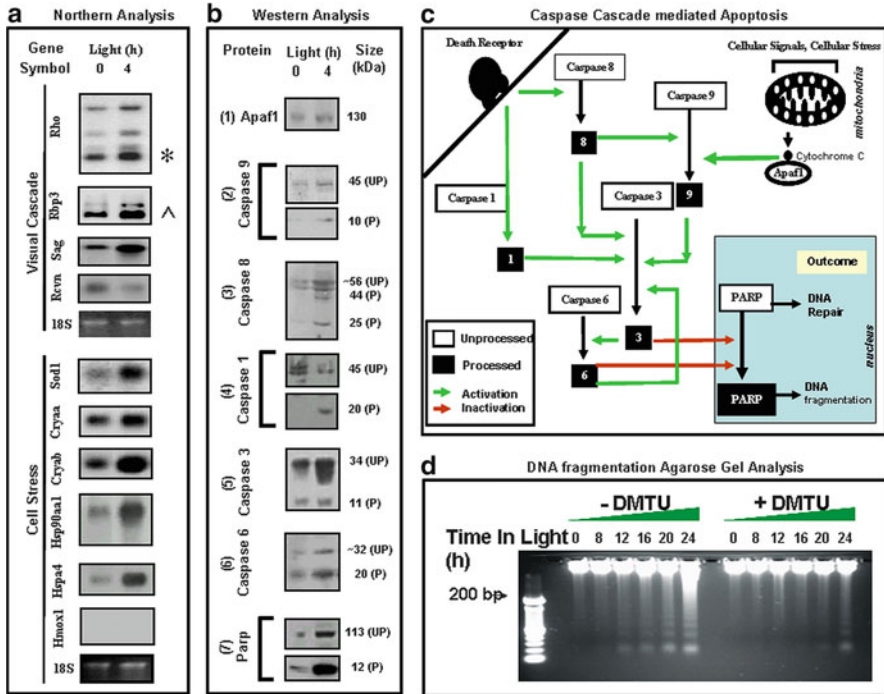 a Northern Analysis
Gene Symbol
Light (h)
0 4
Visual Cascade
Rho
*
Rbp3
^
Sag
Rcvn
18S
Cell Stress
Sod1
Cryaa
Cryab
Hsp90aa1
Hspa4
Hmox1
18S
b Western Analysis
Protein
Light (h)
0 4
Size (kDa)
(1) Apaf1
130
(2) Caspase 9
45 (UP)
10 (P)
(3) Caspase 8
~56 (UP)
44 (P)
25 (P)
(4) Caspase 1
45 (UP)
20 (P)
(5) Caspase 3
34 (UP)
11 (P)
(6) Caspase 6
~32 (UP)
20 (P)
(7) Parp
113 (UP)
12 (P)
c Caspase Cascade mediated Apoptosis
Death Receptor
Cellular Signals, Cellular Stress
Caspase 8
Caspase 9
mitochondria
8
Cytochrome C
Apaf1
Caspase 1
Caspase 3
9
1
Outcome
Caspase 6
PARP
DNA Repair
nucleus
3
6
PARP
DNA fragmentation
Unprocessed
Processed
Activation
Inactivation
d DNA fragmentation Agarose Gel Analysis
- DMTU
+ DMTU
Time In Light (h)
0 8 12 16 20 24
0 8 12 16 20 24
200 bp